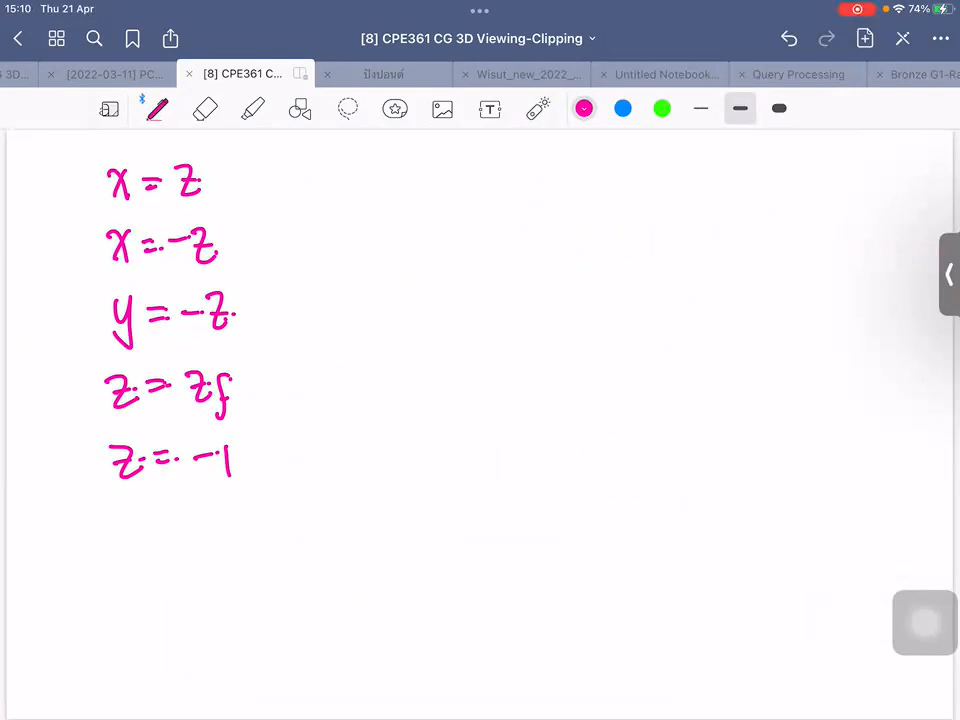 15:10 Thu 21 Apr
74%
[8] CPE361 CG 3D Viewing-Clipping
3D...
[2022-03-11] PC...
[8] CPE361 C...
ปังปอนด์
Wisut_new_2022_...
Untitled Notebook...
Query Processing
Bronze G1-Ra
x = z
x = -z
y = -z
z = zf
z = -1